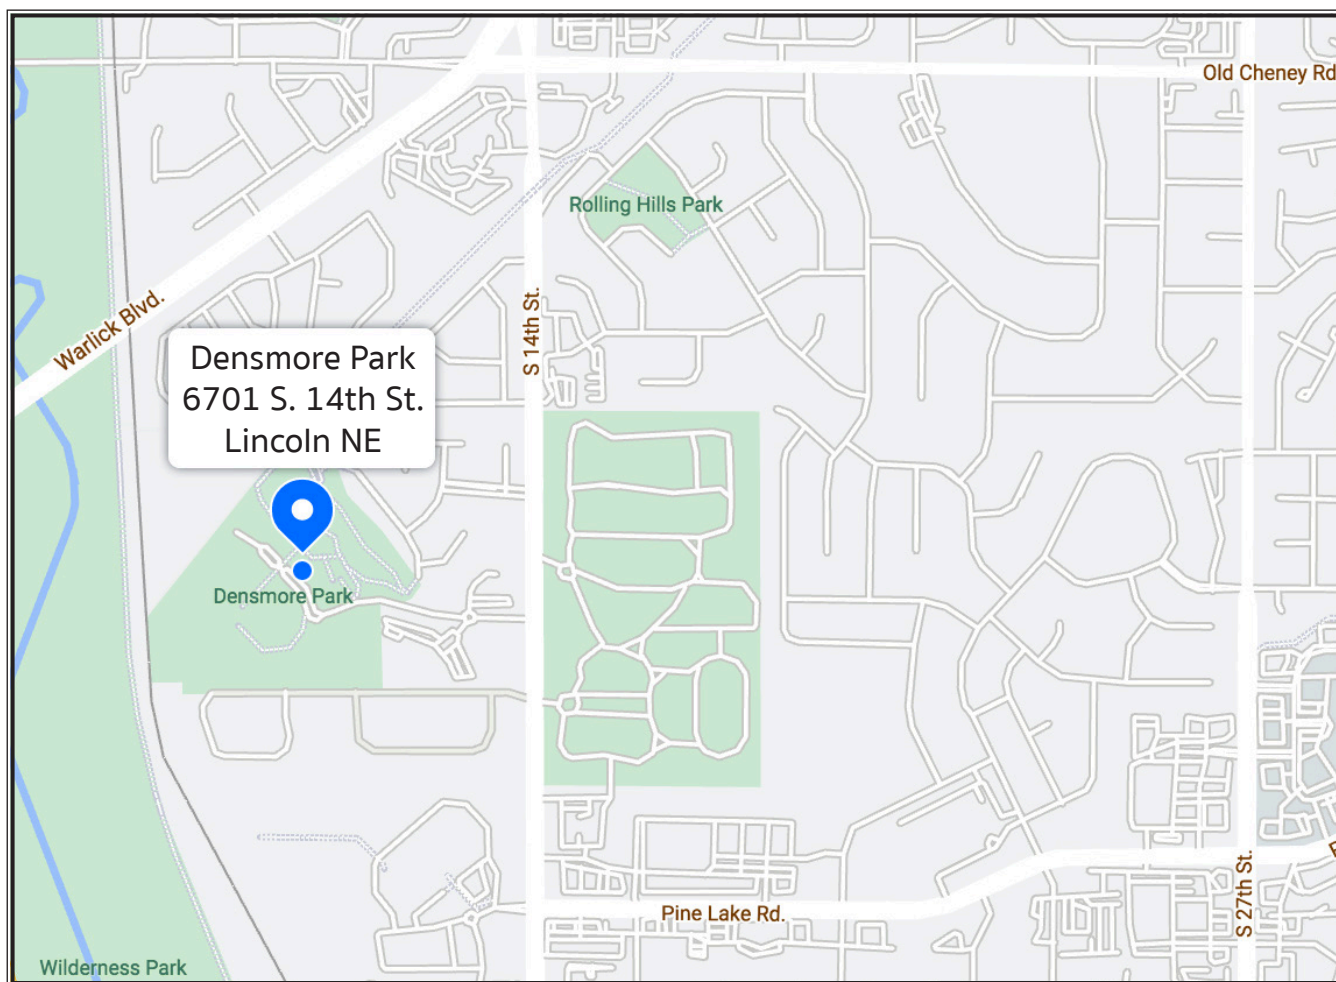 Old Cheney Rd
Rolling Hills Park
Warlick Blvd.
S 14th St.
Densmore Park
6701 S. 14th St.
Lincoln NE
Densmore Park
S 27th St.
Pine Lake Rd.
Wilderness Park